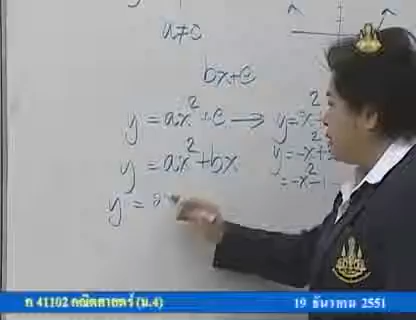 a≠c
bx+c
y = ax²+c → y = x²
y = ax²+bx y = -x²+
= -x²-1
y =
ค 41102 คณิตศาสตร์ (ม.4) 19 ธันวาคม 2551